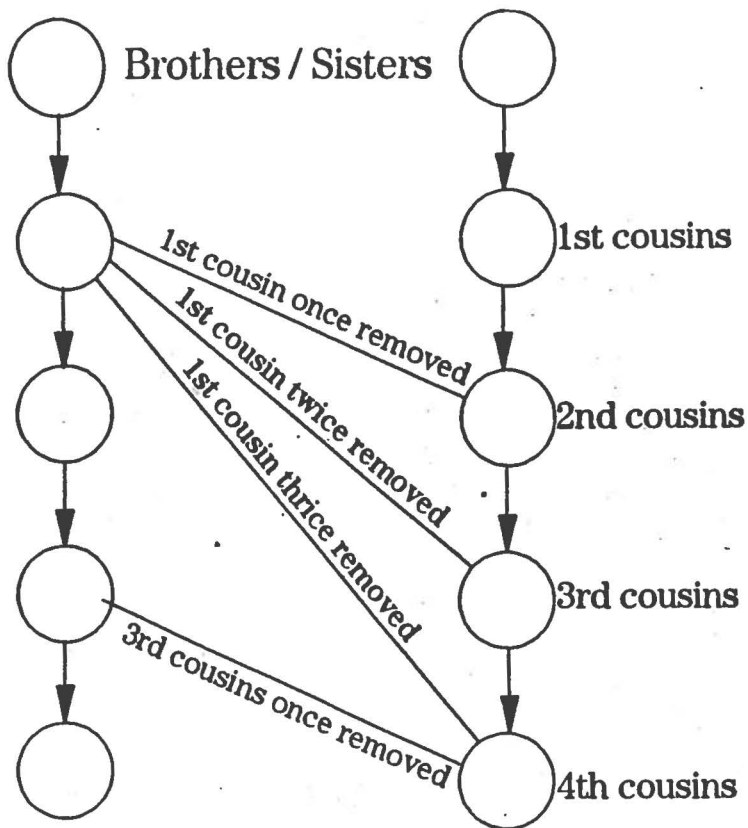 Brothers / Sisters
1st cousins
1st cousin once removed
1st cousin twice removed
1st cousin thrice removed
2nd cousins
3rd cousins
3rd cousins once removed
4th cousins